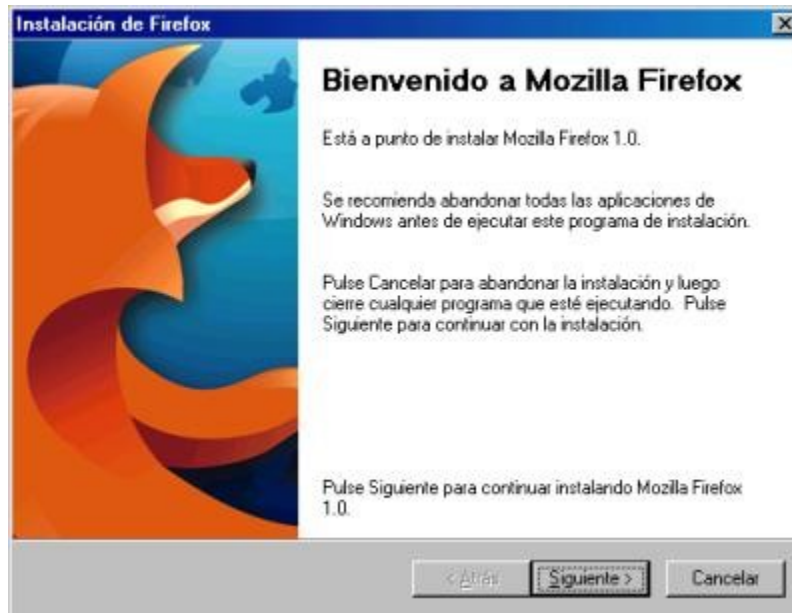 Instalación de Firefox
Bienvenido a Mozilla Firefox
Está a punto de instalar Mozilla Firefox 1.0.
Se recomienda abandonar todas las aplicaciones de
Windows antes de ejecutar este programa de instalación.
Pulse Cancelar para abandonar la instalación y luego
cierre cualquier programa que esté ejecutando. Pulse
Siguiente para continuar con la instalación.
Pulse Siguiente para continuar instalando Mozilla Firefox
1.0.
< Atrás Siguiente > Cancelar